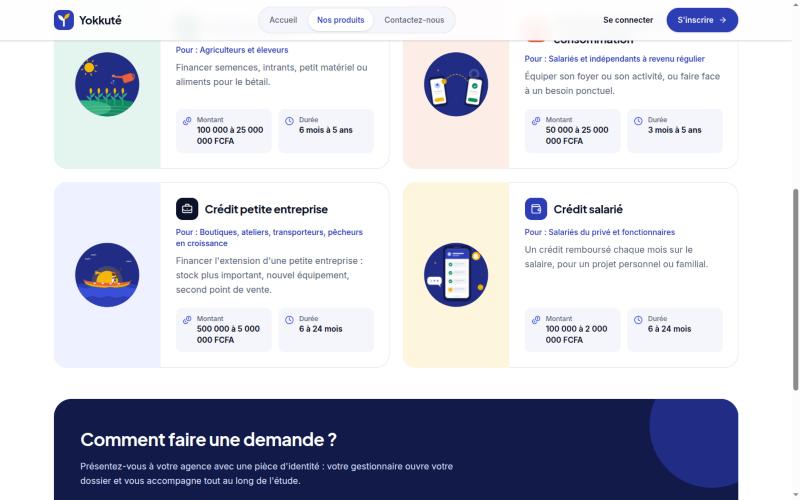 Yokkuté
Accueil
Nos produits
Contactez-nous
Se connecter
S'inscrire
Pour : Agriculteurs et éleveurs
Financer semences, intrants, petit matériel ou
aliments pour le bétail.
Montant
100 000 à 25 000
000 FCFA
Durée
6 mois à 5 ans
consommation
Pour : Salariés et indépendants à revenu régulier
Équiper son foyer ou son activité, ou faire face
à un besoin ponctuel.
Montant
50 000 à 25 000
000 FCFA
Durée
3 mois à 5 ans
Crédit petite entreprise
Pour : Boutiques, ateliers, transporteurs, pêcheurs
en croissance
Financer l'extension d'une petite entreprise :
stock plus important, nouvel équipement,
second point de vente.
Montant
500 000 à 5 000
000 FCFA
Durée
6 à 24 mois
Crédit salarié
Pour : Salariés du privé et fonctionnaires
Un crédit remboursé chaque mois sur le
salaire, pour un projet personnel ou familial.
Montant
100 000 à 2 000
000 FCFA
Durée
6 à 24 mois
Comment faire une demande ?
Présentez-vous à votre agence avec une pièce d'identité : votre gestionnaire ouvre votre
dossier et vous accompagne tout au long de l'étude.